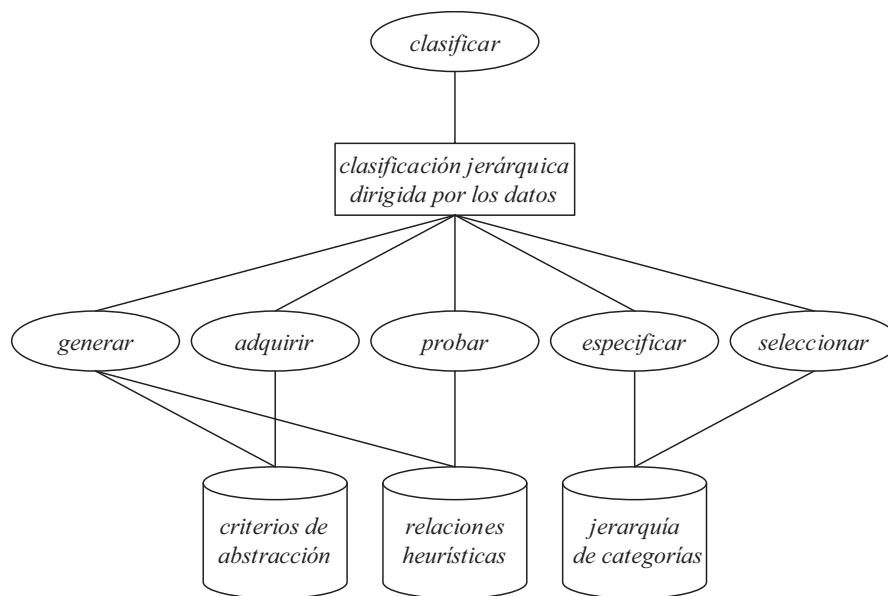 clasificar
clasificación jerárquica
dirigida por los datos
generar
adquirir
probar
especificar
seleccionar
criterios de
abstracción
relaciones
heurísticas
jerarquía
de categorías